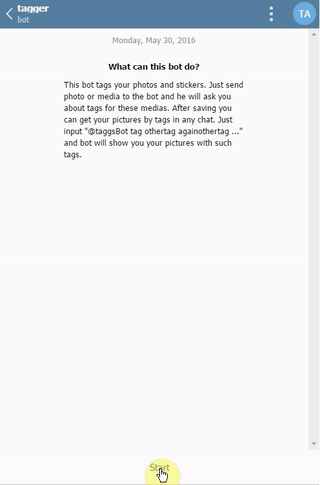 tagger
bot
TA
Monday, May 30, 2016
What can this bot do?
This bot tags your photos and stickers. Just send
photo or media to the bot and he will ask you
about tags for these medias. After saving you
can get your pictures by tags in any chat. Just
input "@taggsBot tag othertag againothertag ..."
and bot will show you your pictures with such
tags.
Start